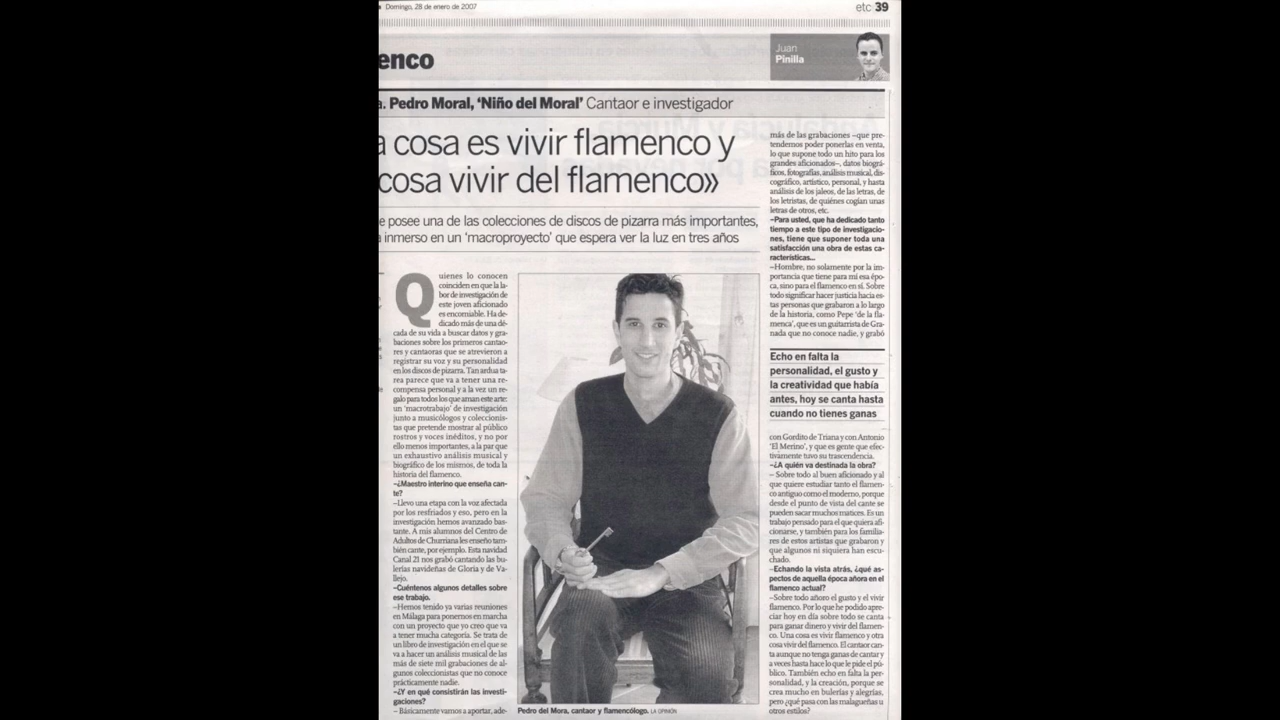 Domingo, 28 de enero de 2007
etc 39
enco
Juan
Pinilla
a. Pedro Moral, ‘Niño del Moral’ Cantaor e investigador
a cosa es vivir flamenco y
cosa vivir del flamenco»
e posee una de las colecciones de discos de pizarra más importantes,
a inmerso en un ‘macroproyecto’ que espera ver la luz en tres años
Quienes lo conocen
coinciden en que la la-
bor de investigación de
este joven aficionado
es encomiable. Ha de-
dicado más de una dé-
cada de su vida a buscar datos y gra-
baciones sobre los primeros cantao-
res y cantaoras que se atrevieron a
registrar su voz y su personalidad
en los discos de pizarra. Tan ardua ta-
rea parece que va a tener una re-
compensa personal y a la vez un re-
galo para todos los que aman este arte:
un ‘macrotrabajo’ de investigación
junto a musicólogos y coleccionis-
tas que pretende mostrar al público
rostros y voces inéditos, y no por
ello menos importantes, a la par que
un exhaustivo análisis musical y
biográfico de los mismos, de toda la
historia del flamenco.
–¿Maestro interino que enseña can-
te?
–Llevo una etapa con la voz afectada
por los resfriados y eso, pero en la
investigación hemos avanzado bas-
tante. A mis alumnos del Centro de
Adultos de Churriana les enseño tam-
bién cante, por ejemplo. Esta navidad
Canal 21 nos grabó cantando las bu-
lerías navideñas de Gloria y de Va-
llejo.
–Cuéntenos algunos detalles sobre
ese trabajo.
–Hemos tenido ya varias reuniones
en Málaga para ponernos en marcha
con un proyecto que yo creo que va
a tener mucha categoría. Se trata de
un libro de investigación en el que se
va a hacer un análisis musical de las
más de siete mil grabaciones de al-
gunos coleccionistas que no conoce
prácticamente nadie.
–¿Y en qué consistirán las investi-
gaciones?
– Básicamente vamos a aportar, ade-
Pedro del Mora, cantaor y flamencólogo. LA OPINIÓN
más de las grabaciones –que pre-
tendemos poder ponerlas en venta,
lo que supone todo un hito para los
grandes aficionados–, datos biográ-
ficos, fotografías, análisis musical, dis-
cográfico, artístico, personal, y hasta
análisis de los jaleos, de las letras, de
los letristas, de quiénes cogían unas
letras de otros, etc.
–Para usted, que ha dedicado tanto
tiempo a este tipo de investigacio-
nes, tiene que suponer toda una
satisfacción una obra de estas ca-
racterísticas...
–Hombre, no solamente por la im-
portancia que tiene para mi esa épo-
ca, sino para el flamenco en sí. Sobre
todo significar hacer justicia hacia es-
tas personas que grabaron a lo largo
de la historia, como Pepe ‘de la fla-
menca’, que es un guitarrista de Gra-
nada que no conoce nadie, y grabó
Echo en falta la
personalidad, el gusto y
la creatividad que había
antes, hoy se canta hasta
cuando no tienes ganas
con Gordito de Triana y con Antonio
‘El Merino’, y que es gente que efec-
tivamente tuvo su trascendencia.
–¿A quién va destinada la obra?
– Sobre todo al buen aficionado y al
que quiere estudiar tanto el flamen-
co antiguo como el moderno, porque
desde el punto de vista del cante se
pueden sacar muchos matices. Es un
trabajo pensado para el que quiera afi-
cionarse, y también para los familia-
res de estos artistas que grabaron y
que algunos ni siquiera han escu-
chado.
–Echando la vista atrás, ¿qué as-
pectos de aquella época añora en el
flamenco actual?
–Sobre todo añoro el gusto y el vivir
flamenco. Por lo que he podido apre-
ciar hoy en día sobre todo se canta
para ganar dinero y vivir del flamen-
co. Una cosa es vivir flamenco y otra
cosa vivir del flamenco. El cantaor can-
ta aunque no tenga ganas de cantar y
a veces hasta hace lo que le pide el pú-
blico. También echo en falta la per-
sonalidad, y la creación, porque se
crea mucho en bulerías y alegrías,
pero ¿qué pasa con las malagueñas u
otros estilos?